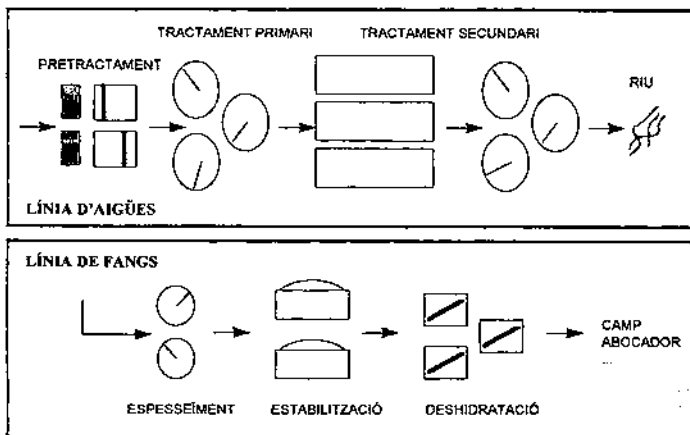 TRACTAMENT PRIMARI
TRACTAMENT SECUNDARI
PRETRACTAMENT
RIU
LÍNIA D'AIGÜES
LÍNIA DE FANGS
CAMP
ABOCADOR
ESPESSEÏMENT
ESTABILITZACIÓ
DESHIDRATACIÓ